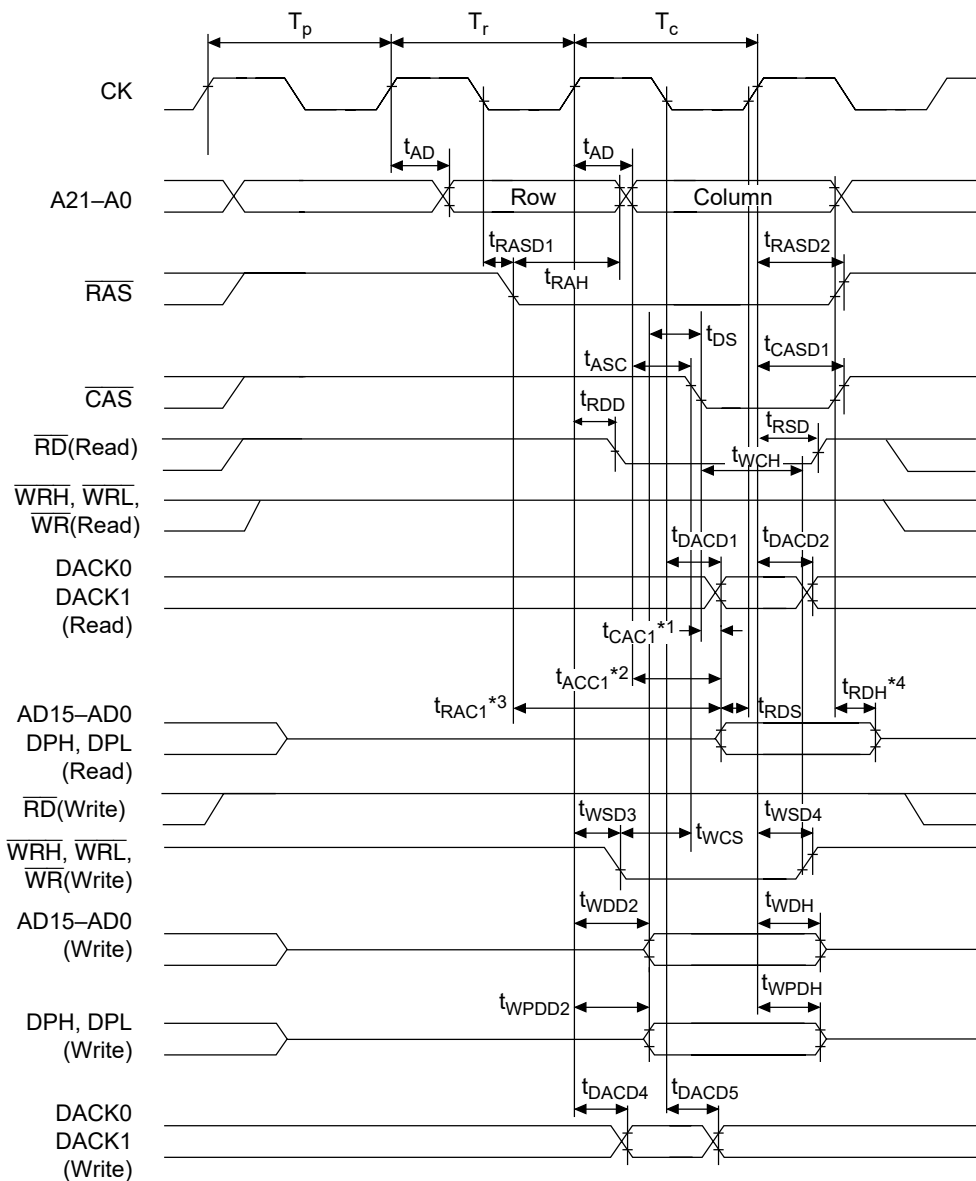 Tp Tr Tc
CK
tAD tAD
A21–A0 Row Column
tRASD1 tRASD2
tRAH
RAS
tDS
tASC tCASD1
CAS
tRDD tRSD
RD(Read)
tWCH
WRH, WRL,
WR(Read)
tDACD1 tDACD2
DACK0
DACK1
(Read)
tCAC1*1
tACC1*2
tRAC1*3 tRDS tRDH*4
AD15–AD0
DPH, DPL
(Read)
RD(Write)
tWSD3 tWCS tWSD4
WRH, WRL,
WR(Write)
tWDD2 tWDH
AD15–AD0
(Write)
tWPDD2 tWPDH
DPH, DPL
(Write)
tDACD4 tDACD5
DACK0
DACK1
(Write)